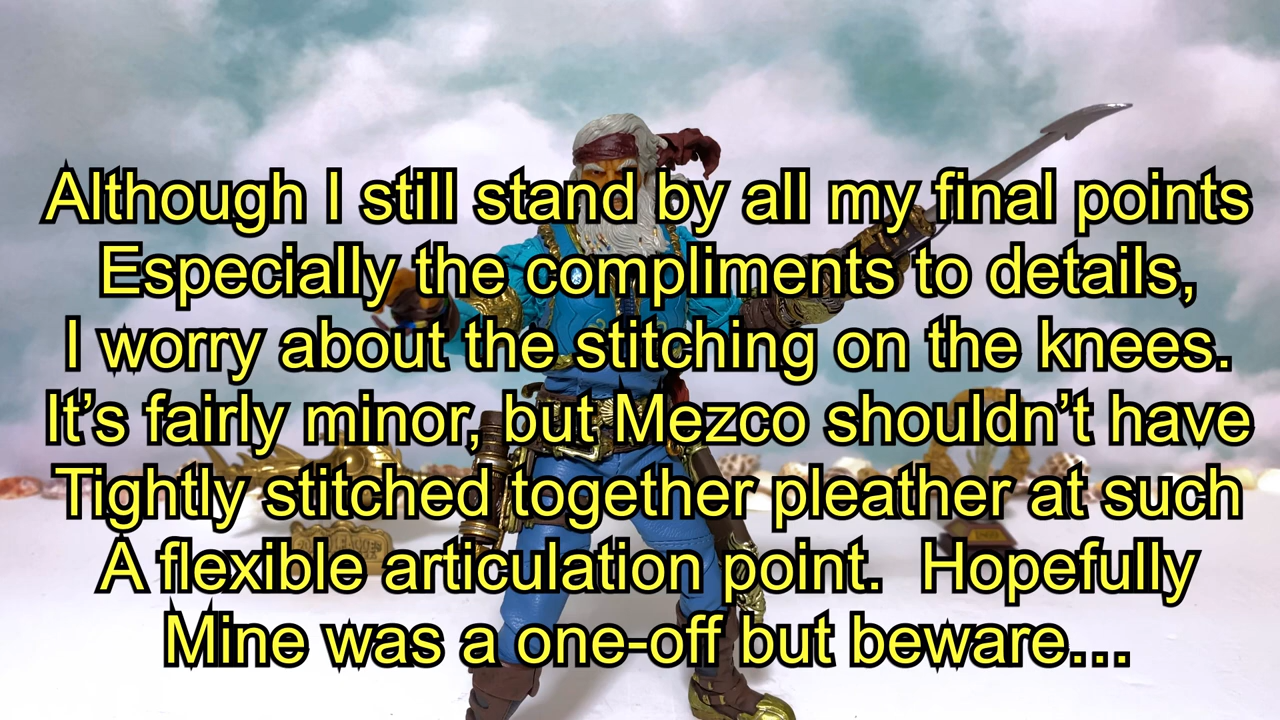 Although I still stand by all my final points
Especially the compliments to details,
I worry about the stitching on the knees.
It’s fairly minor, but Mezco shouldn’t have
Tightly stitched together pleather at such
A flexible articulation point.  Hopefully
Mine was a one-off but beware...